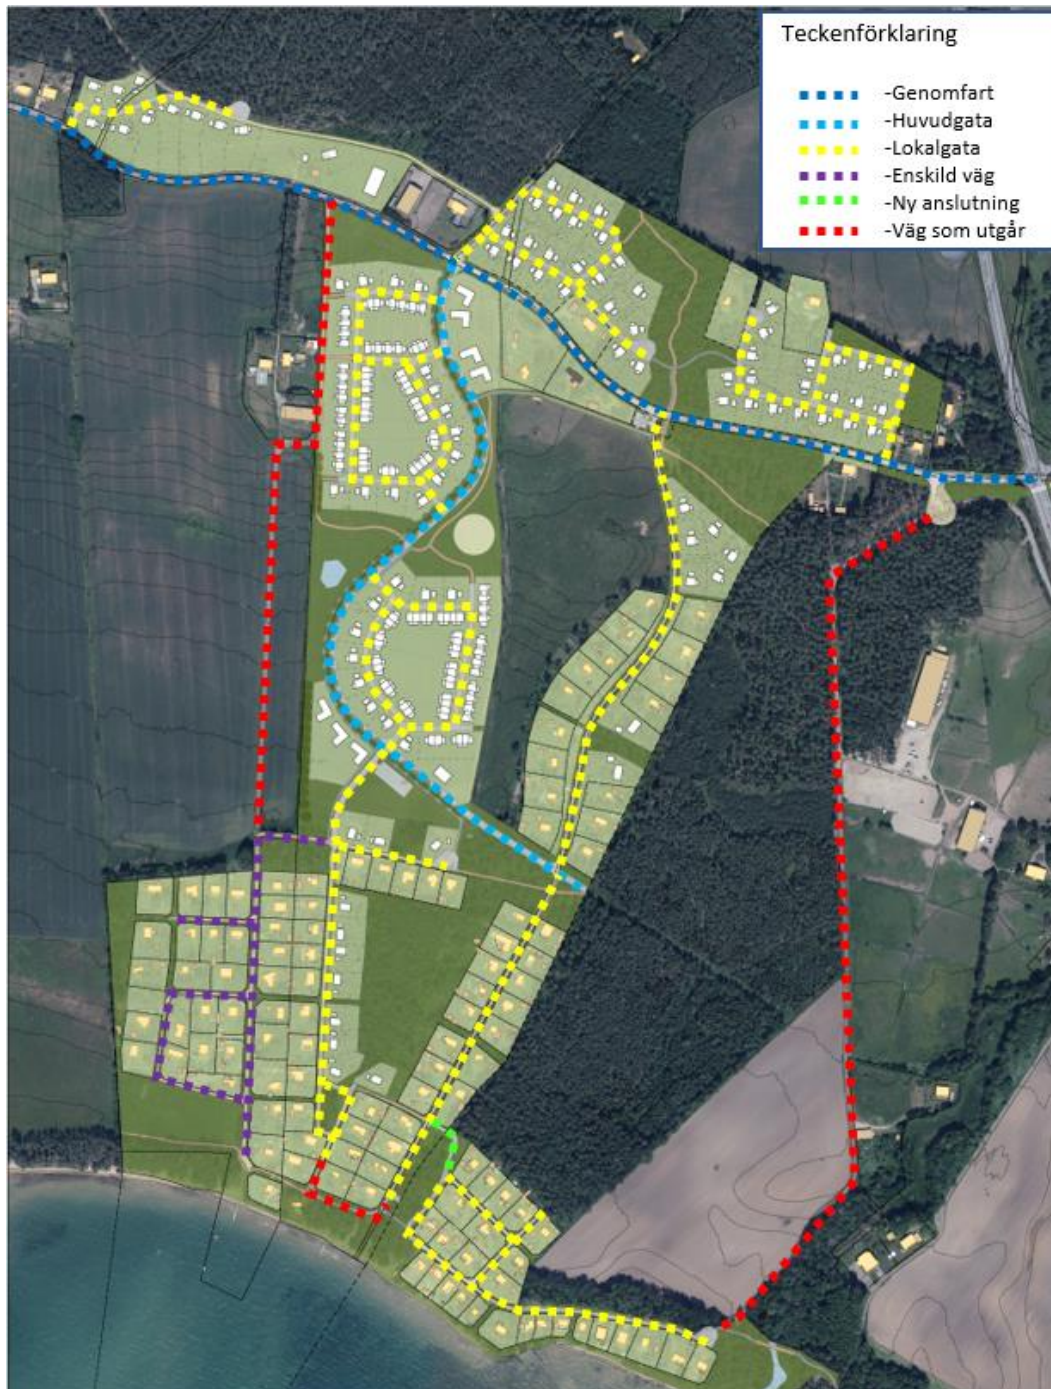 Teckenförklaring
-Genomfart
-Huvudgata
-Lokalgata
-Enskild väg
-Ny anslutning
-Väg som utgår